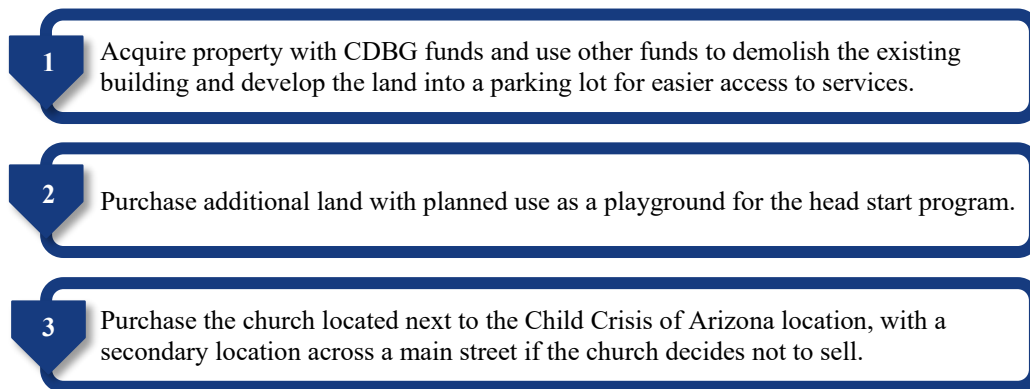 1
Acquire property with CDBG funds and use other funds to demolish the existing
building and develop the land into a parking lot for easier access to services.
2
Purchase additional land with planned use as a playground for the head start program.
3
Purchase the church located next to the Child Crisis of Arizona location, with a
secondary location across a main street if the church decides not to sell.